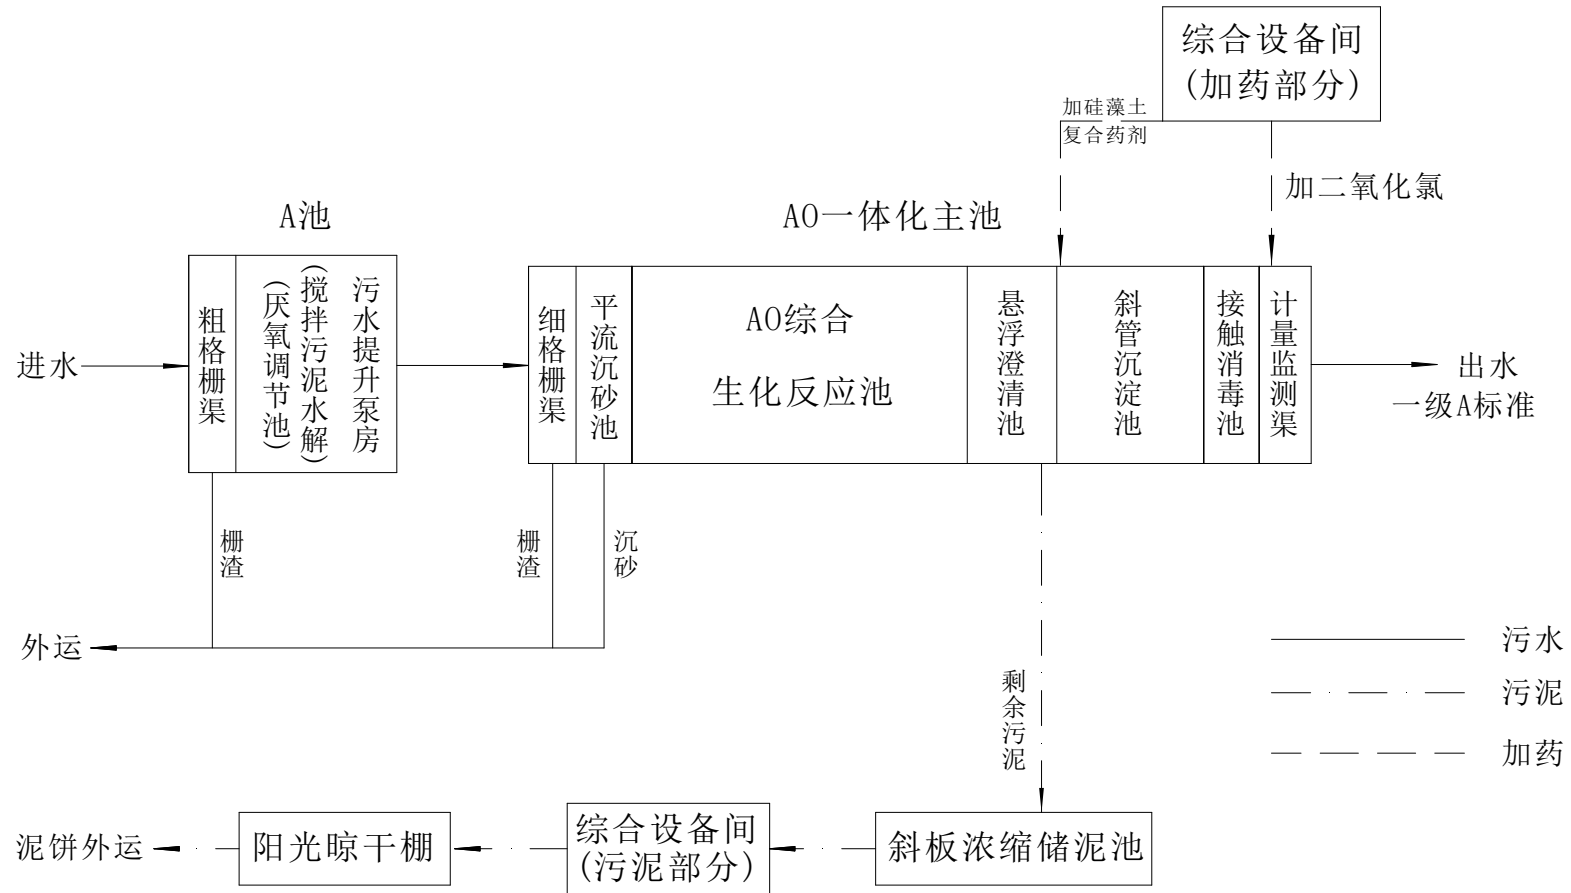 综合设备间
(加药部分)
加硅藻土
复合药剂
加二氧化氯
A池
AO一体化主池
进水
粗格栅渠
(厌氧调节池)
(搅拌污泥水解)
污水提升泵房
细格栅渠
平流沉砂池
AO综合
生化反应池
悬浮澄清池
斜管沉淀池
接触消毒池
计量监测渠
出水
一级A标准
栅渣
栅渣
沉砂
外运
剩余污泥
污水
污泥
加药
泥饼外运
阳光晾干棚
综合设备间
(污泥部分)
斜板浓缩储泥池